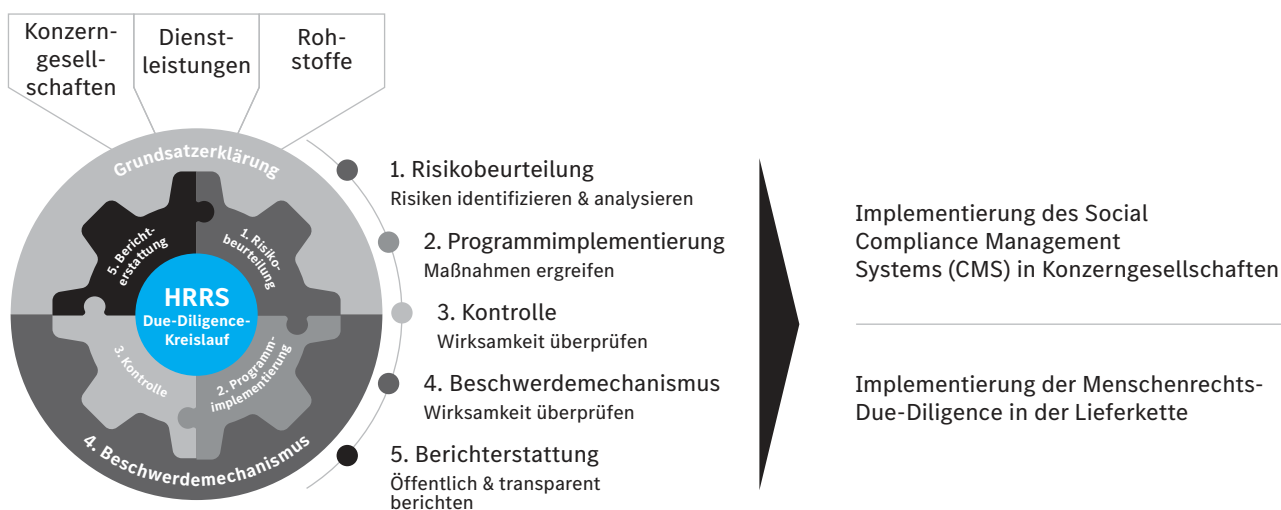 Konzern-
gesell-
schaften
Dienst-
leistungen
Roh-
stoffe
Grundsatzerklärung
5. Bericht-
erstattung
1. Risiko-
beurteilung
HRRS
Due-Diligence-
Kreislauf
3. Kontrolle
2. Programm-
implementierung
4. Beschwerdemechanismus
1. Risikobeurteilung
Risiken identifizieren & analysieren
2. Programmimplementierung
Maßnahmen ergreifen
3. Kontrolle
Wirksamkeit überprüfen
4. Beschwerdemechanismus
Wirksamkeit überprüfen
5. Berichterstattung
Öffentlich & transparent
berichten
Implementierung des Social
Compliance Management
Systems (CMS) in Konzerngesellschaften
Implementierung der Menschenrechts-
Due-Diligence in der Lieferkette